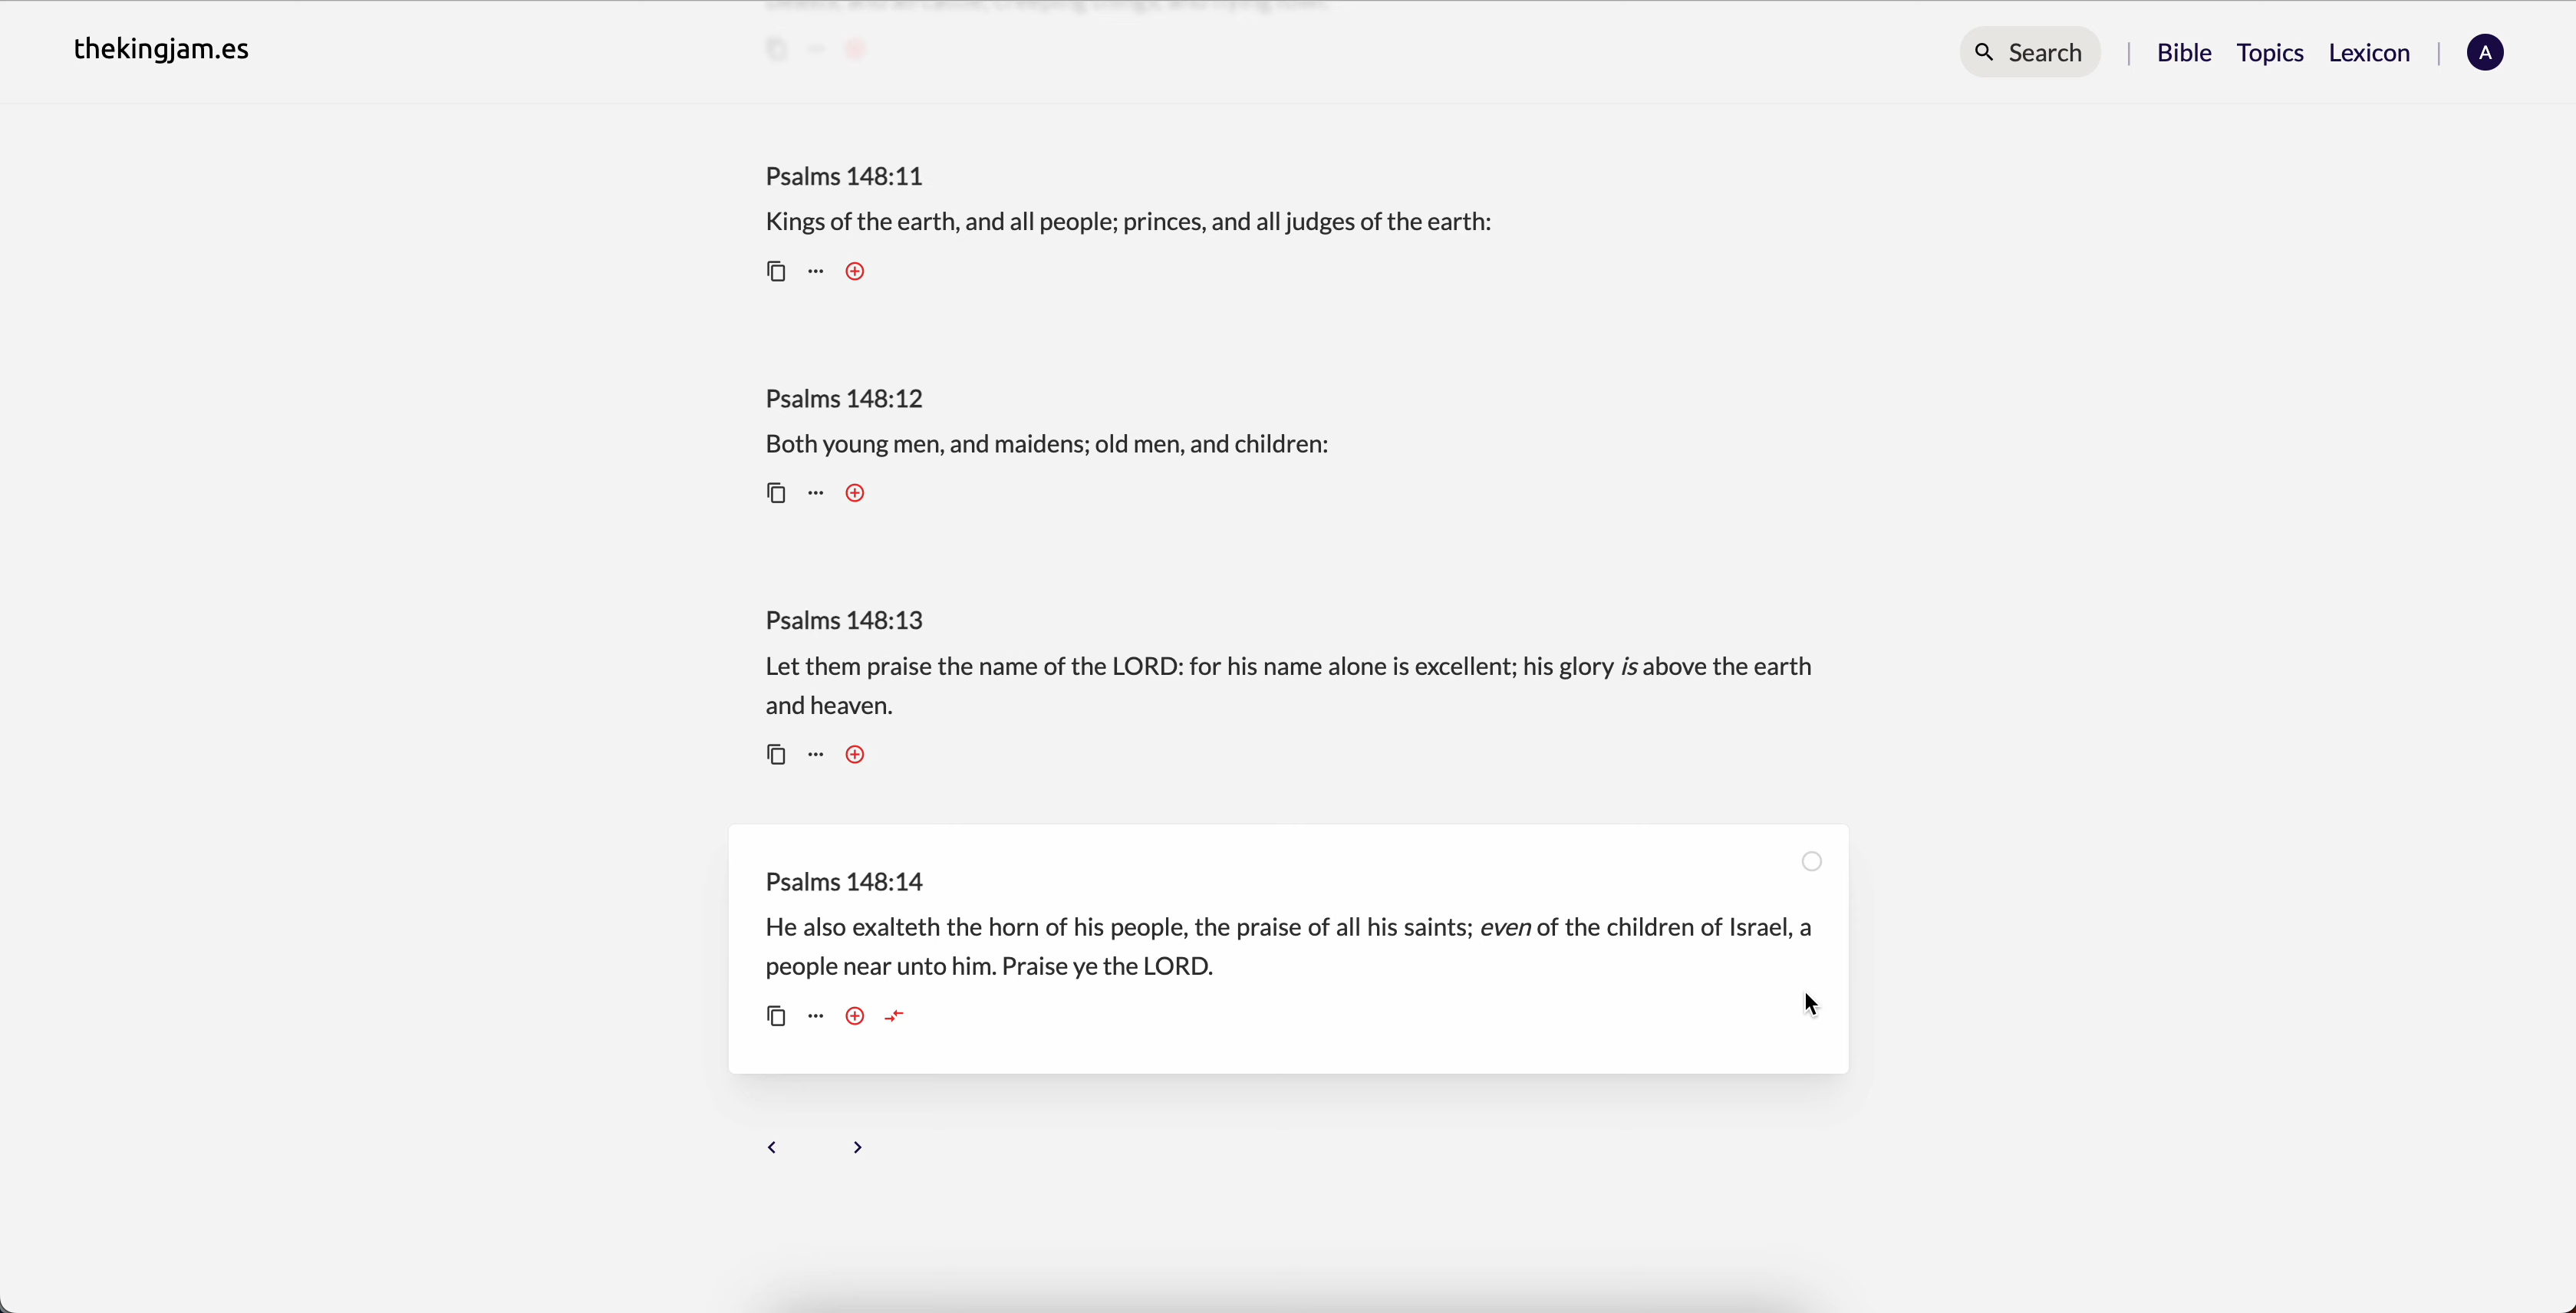 thekingjam.es
Search | Bible Topics Lexicon | A
Psalms 148:11
Kings of the earth, and all people; princes, and all judges of the earth:
Psalms 148:12
Both young men, and maidens; old men, and children:
Psalms 148:13
Let them praise the name of the LORD: for his name alone is excellent; his glory is above the earth
and heaven.
Psalms 148:14
He also exalteth the horn of his people, the praise of all his saints; even of the children of Israel, a
people near unto him. Praise ye the LORD.